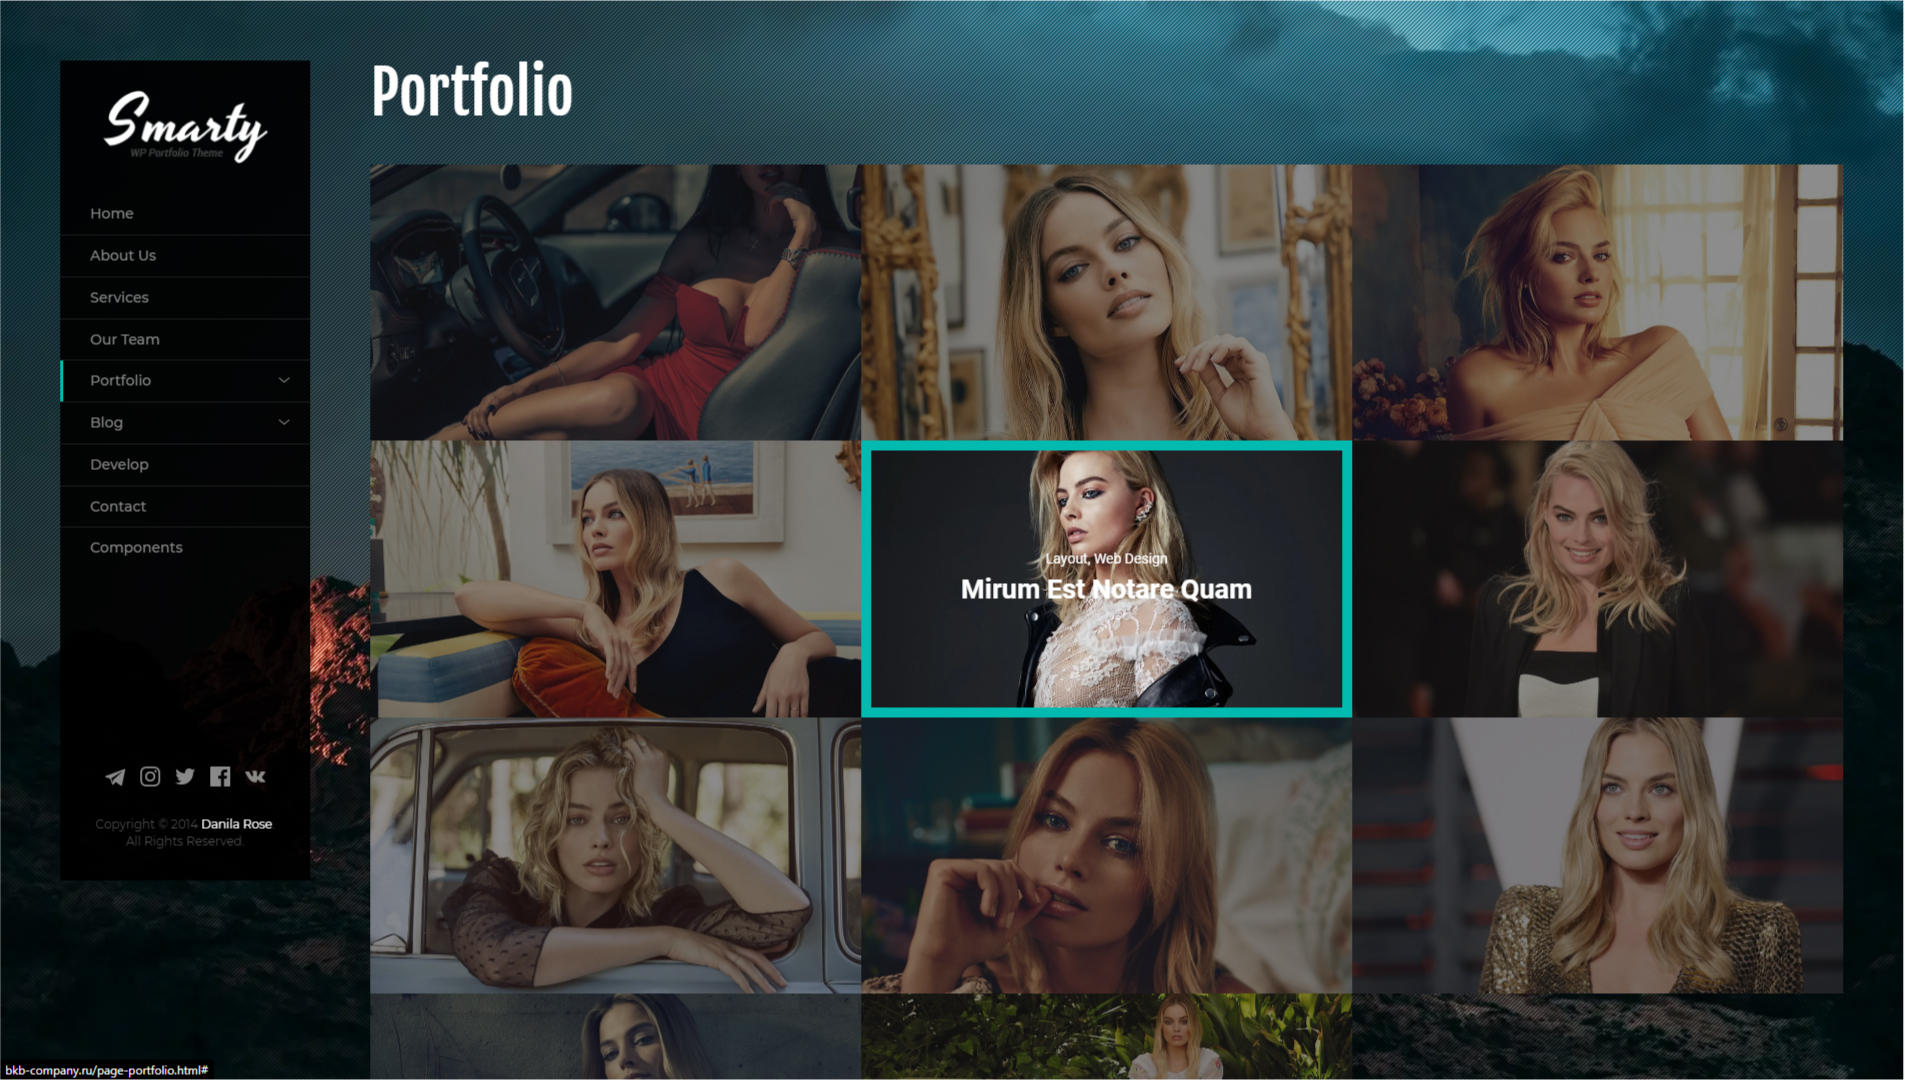 Portfolio
Smarty
WP Portfolio Theme
Home
About Us
Services
Our Team
Portfolio
Blog
Develop
Contact
Components
Layout, Web Design
Mirum Est Notare Quam
Copyright © 2014 Danila Rose.
All Rights Reserved.
bkb-company.ru/page-portfolio.html#